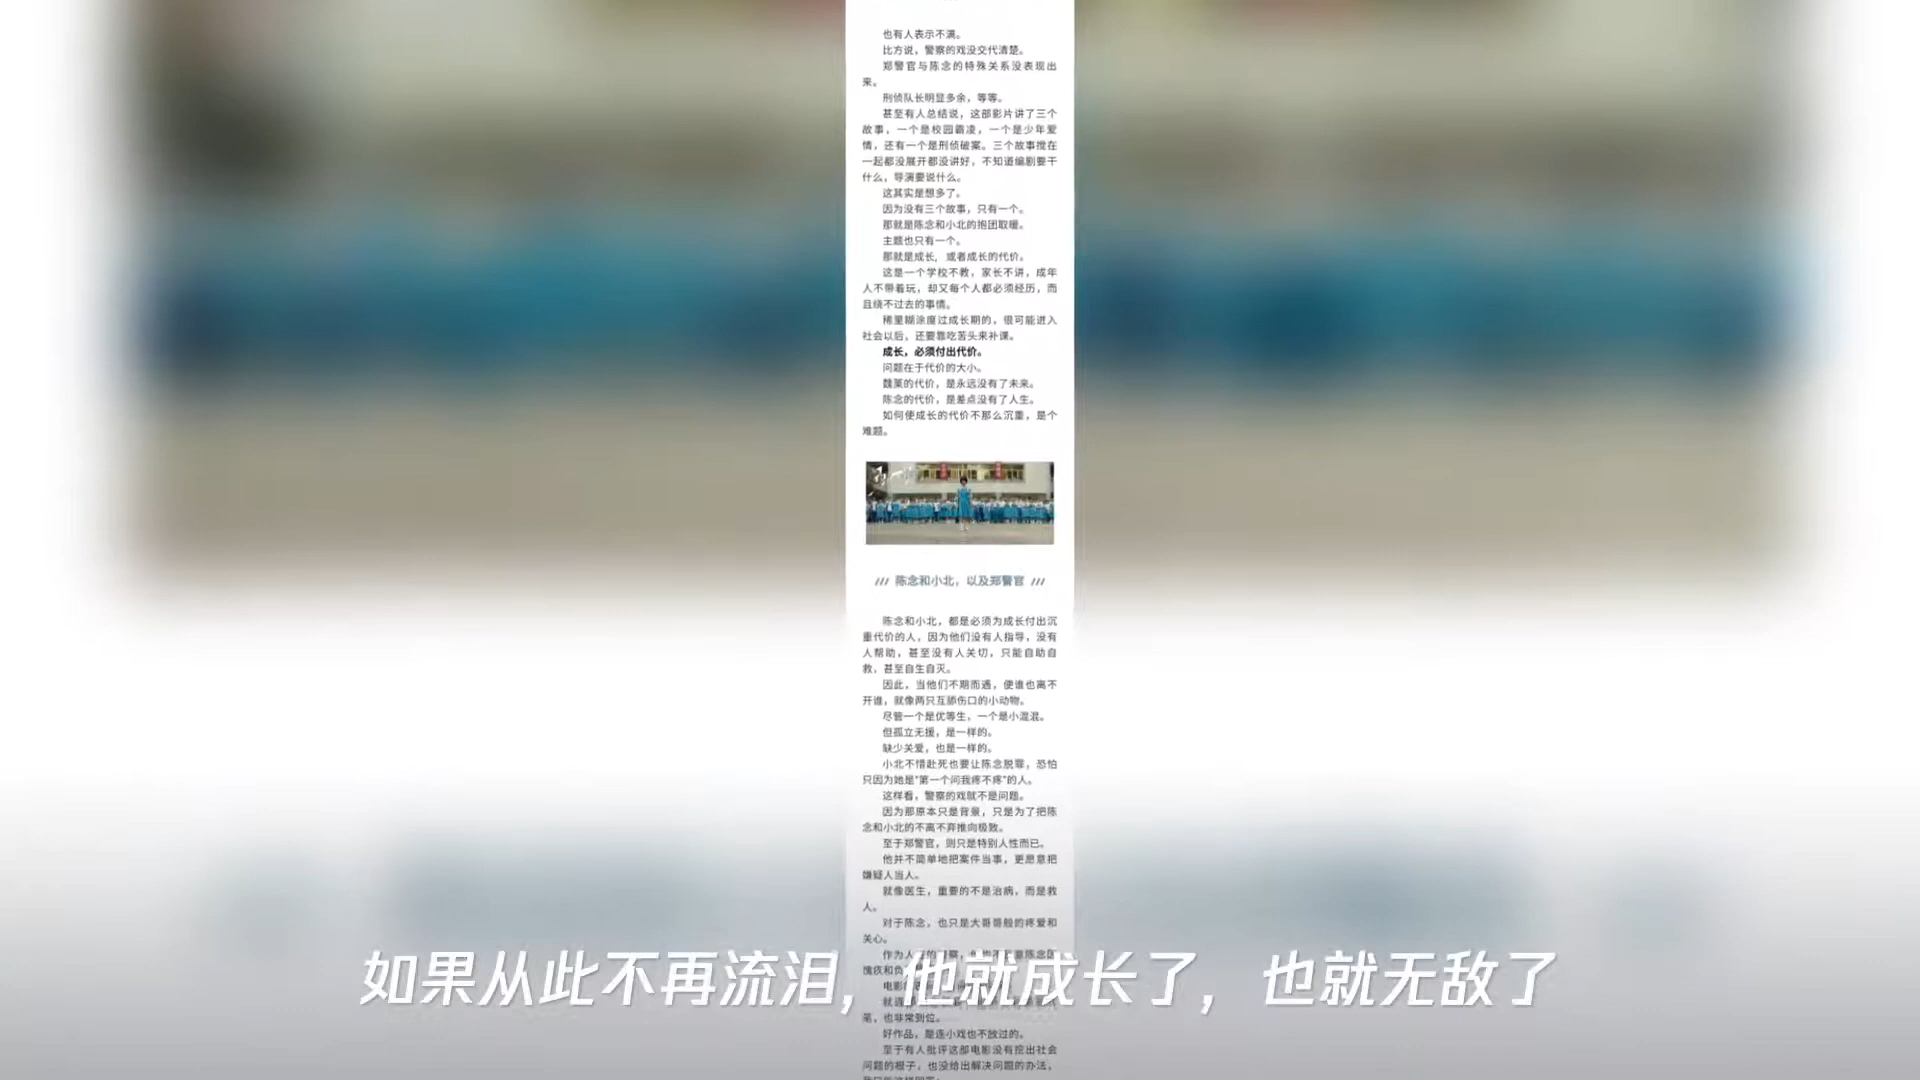 也有人表示不满。
比方说，警察的戏没交代清楚。
郑警官与陈念的特殊关系没表现出
来。
刑侦队长明显多余，等等。
甚至有人总结说，这部影片讲了三个
故事，一个是校园霸凌，一个是少年爱
情，还有一个是刑侦破案。三个故事搅在
一起都没展开都没讲好，不知道编剧要干
什么，导演要说什么。
这其实是想多了。
因为没有三个故事，只有一个。
那就是陈念和小北的抱团取暖。
主题也只有一个。
那就是成长，或者成长的代价。
这是一个学校不教，家长不讲，成年
人不带着玩，却又每个人都必须经历，而
且绕不过去的事情。
稀里糊涂度过成长期的，很可能进入
社会以后，还要靠吃苦头来补课。
成长，必须付出代价。
问题在于代价的大小。
魏莱的代价，是永远没有了未来。
陈念的代价，是差点没有了人生。
如何使成长的代价不那么沉重，是个
难题。
/// 陈念和小北，以及郑警官 ///
陈念和小北，都是必须为成长付出沉
重代价的人，因为他们没有人指导，没有
人帮助，甚至没有人关切，只能自助自
救，甚至自生自灭。
因此，当他们不期而遇，便谁也离不
开谁，就像两只互舔伤口的小动物。
尽管一个是优等生，一个是小混混。
但孤立无援，是一样的。
缺少关爱，也是一样的。
小北不惜赴死也要让陈念脱罪，恐怕
只因为她是“第一个问我疼不疼”的人。
这样看，警察的戏就不是问题。
因为那原本只是背景，只是为了把陈
念和小北的不离不弃推向极致。
至于郑警官，则只是特别人性而已。
他并不简单地把案件当事，更愿意把
嫌疑人当人。
就像医生，重要的不是治病，而是救
人。
对于陈念，也只是大哥哥般的疼爱和
关心。
作为人
愧疚和负
电影
如果从此不再流泪，他就成长了，也就无敌了
笔，也非常到位。
好作品，是连小戏也不放过的。
至于有人批评这部电影没有挖出社会
问题的根子，也没给出解决问题的办法，